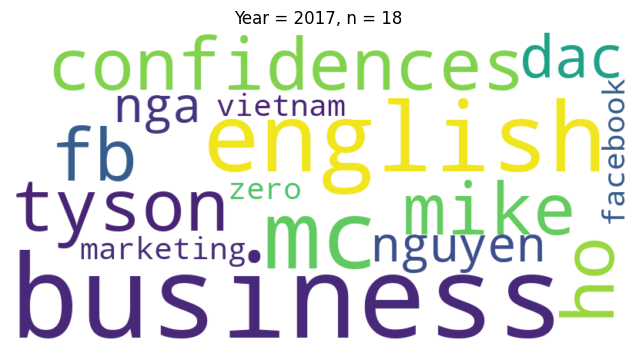 Year = 2017, n = 18
confidences dac
nga vietnam facebook
fb english
tyson zero mike
marketing mc nguyen
business ho